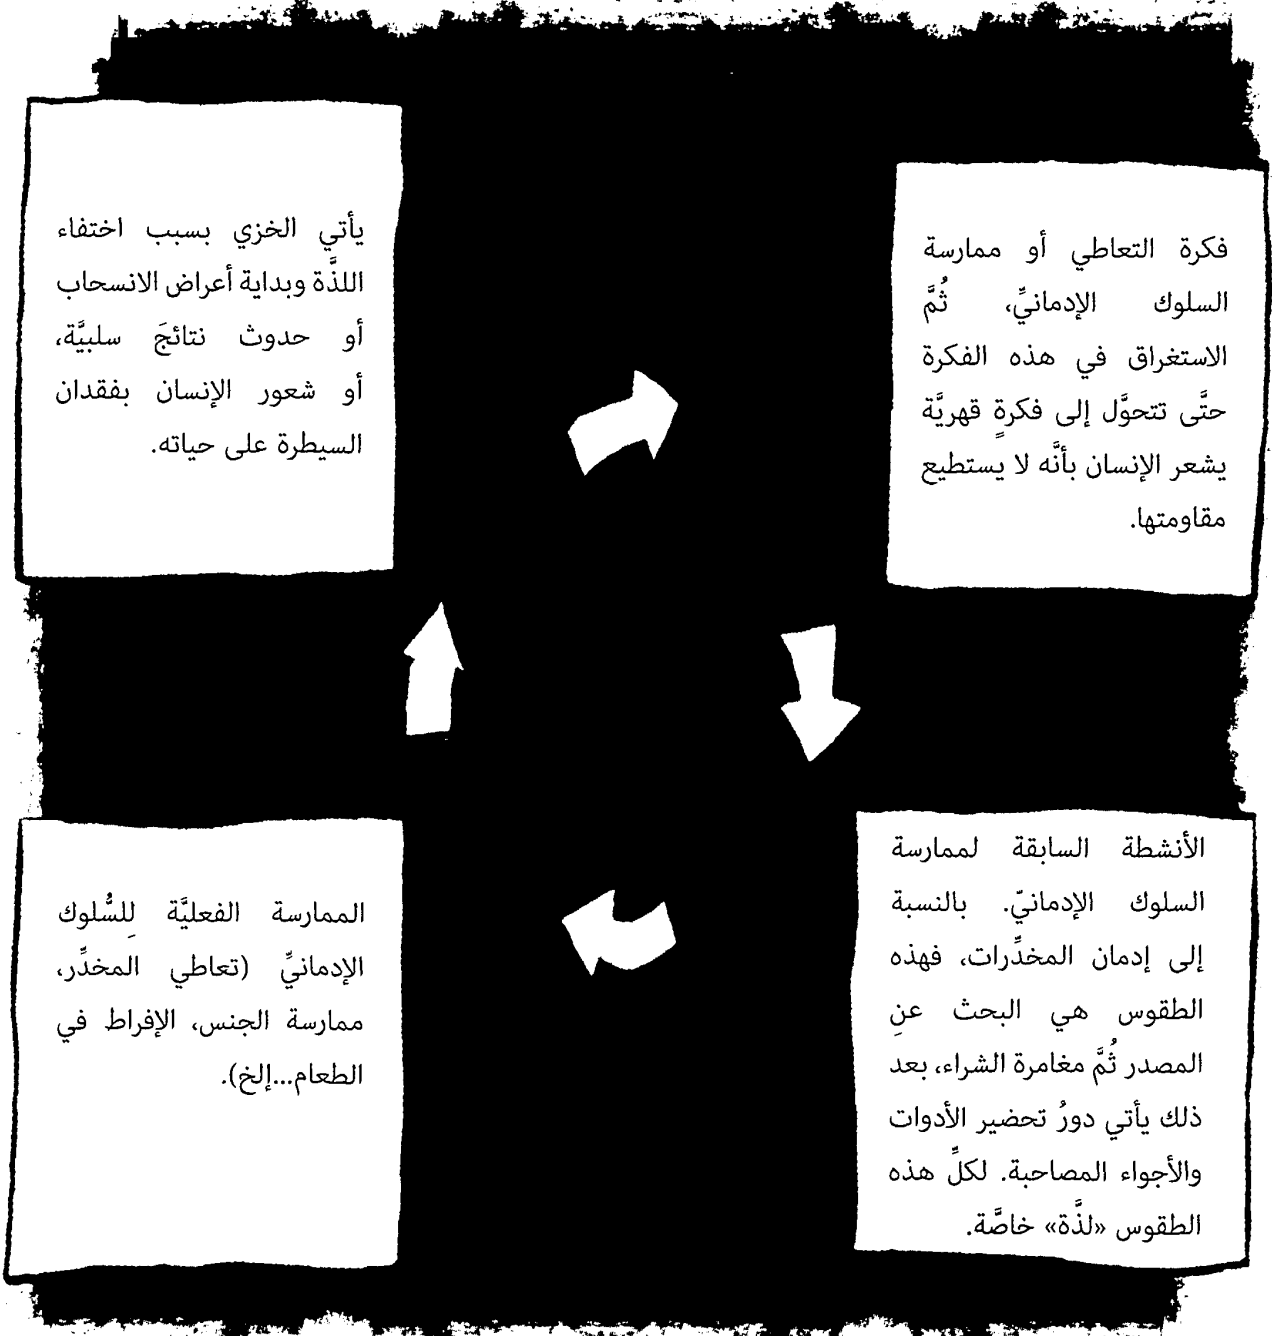 فكرة التعاطي أو ممارسة
السلوك الإدمانيِّ، ثُمَّ
الاستغراق في هذه الفكرة
حتَّى تتحوَّل إلى فكرةٍ قهريَّة
يشعر الإنسان بأنَّه لا يستطيع
مقاومتها.
الأنشطة السابقة لممارسة
السلوك الإدمانيّ. بالنسبة
إلى إدمان المخدِّرات، فهذه
الطقوس هي البحث عنِ
المصدر ثُمَّ مغامرة الشراء، بعد
ذلك يأتي دورُ تحضير الأدوات
والأجواء المصاحبة. لكلِّ هذه
الطقوس «لذَّة» خاصَّة.
الممارسة الفعليَّة لِلسُّلوك
الإدمانيِّ (تعاطي المخدِّر،
ممارسة الجنس، الإفراط في
الطعام...إلخ).
يأتي الخزي بسبب اختفاء
اللذَّة وبداية أعراض الانسحاب
أو حدوث نتائجَ سلبيَّة،
أو شعور الإنسان بفقدان
السيطرة على حياته.